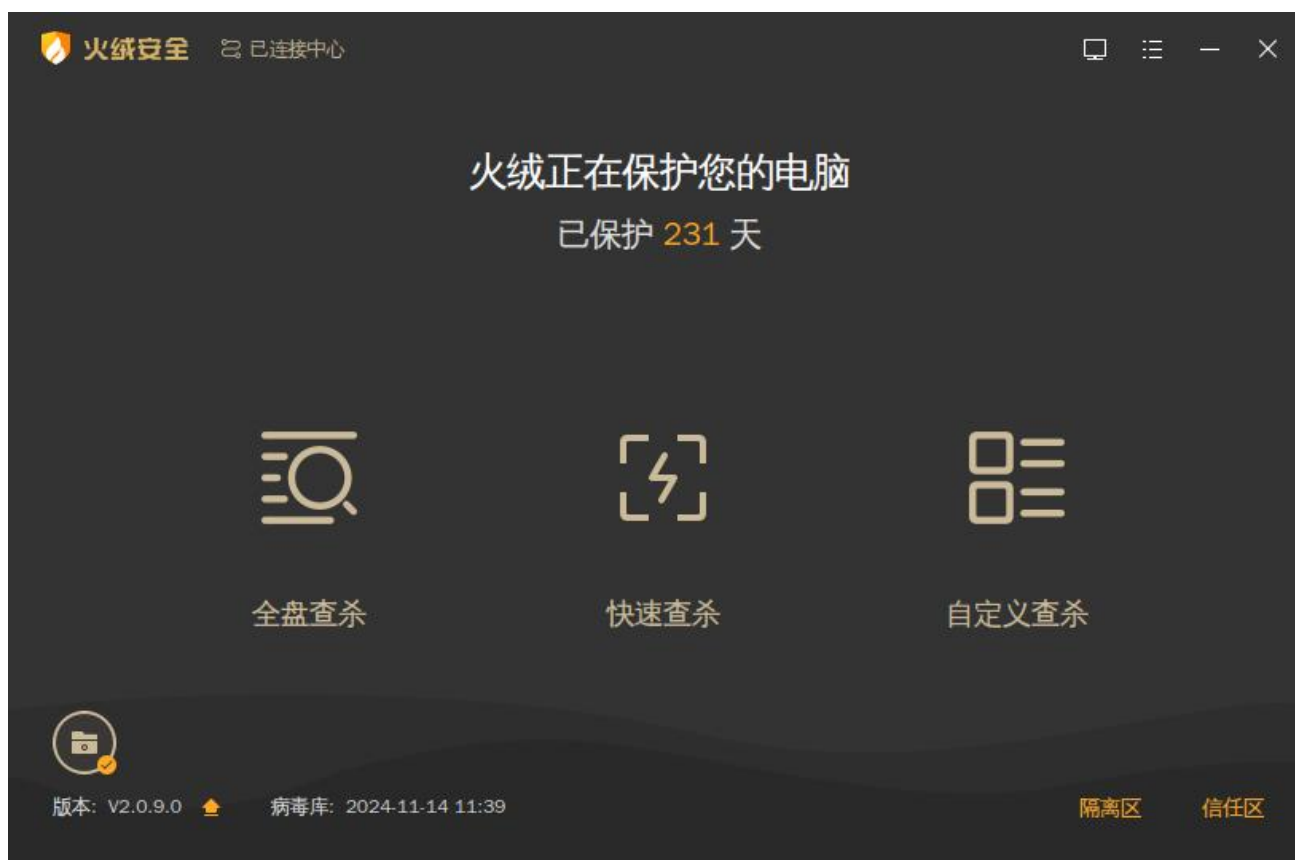 火绒安全 已连接中心
火绒正在保护您的电脑
已保护 231 天
全盘查杀 快速查杀 自定义查杀
版本: V2.0.9.0 病毒库: 2024-11-14 11:39 隔离区 信任区